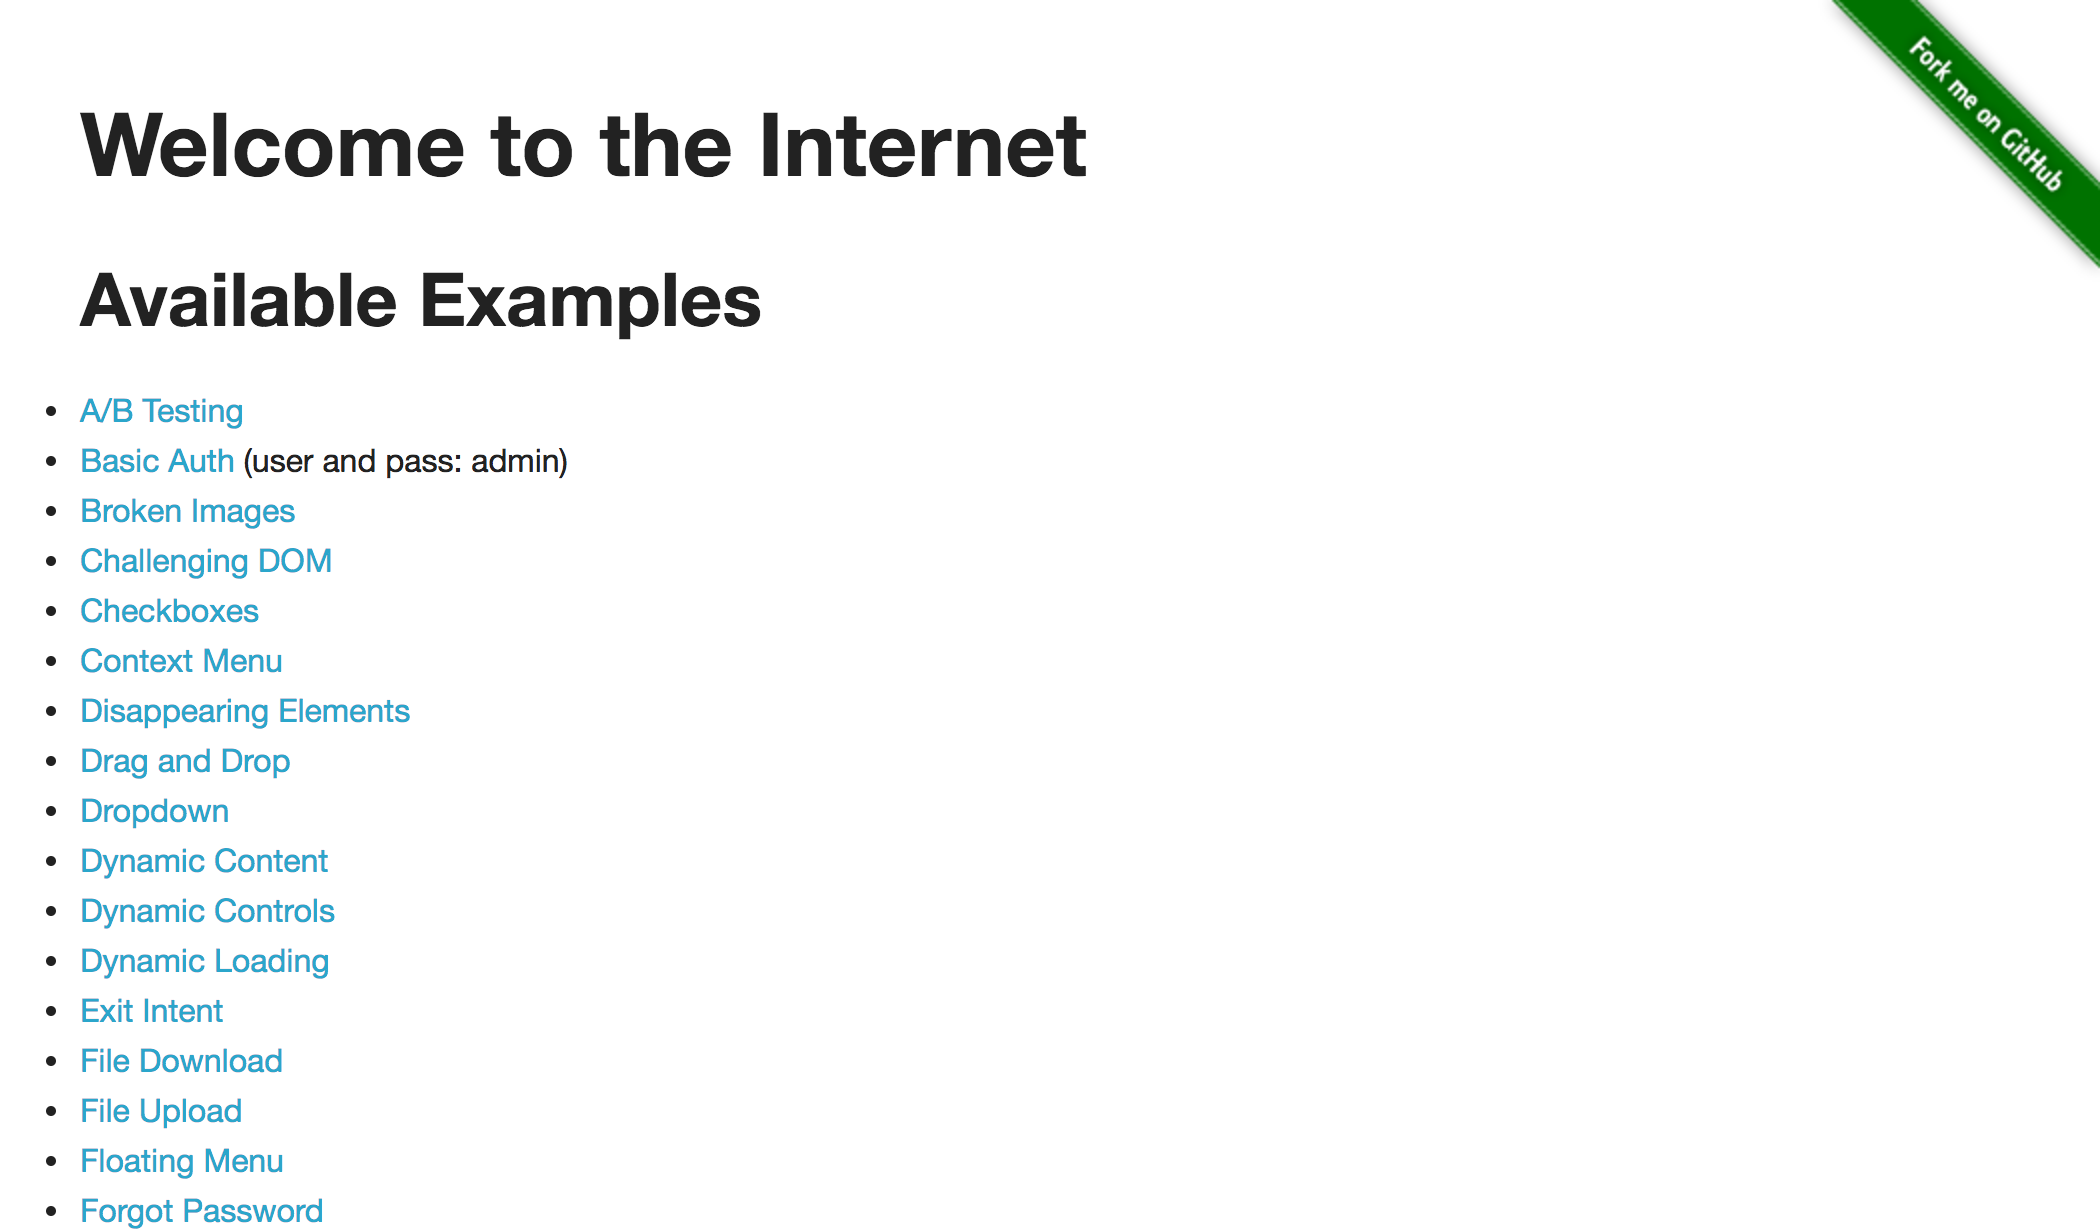 Fork me on GitHub
Welcome to the Internet
Available Examples
A/B Testing
Basic Auth (user and pass: admin)
Broken Images
Challenging DOM
Checkboxes
Context Menu
Disappearing Elements
Drag and Drop
Dropdown
Dynamic Content
Dynamic Controls
Dynamic Loading
Exit Intent
File Download
File Upload
Floating Menu
Forgot Password